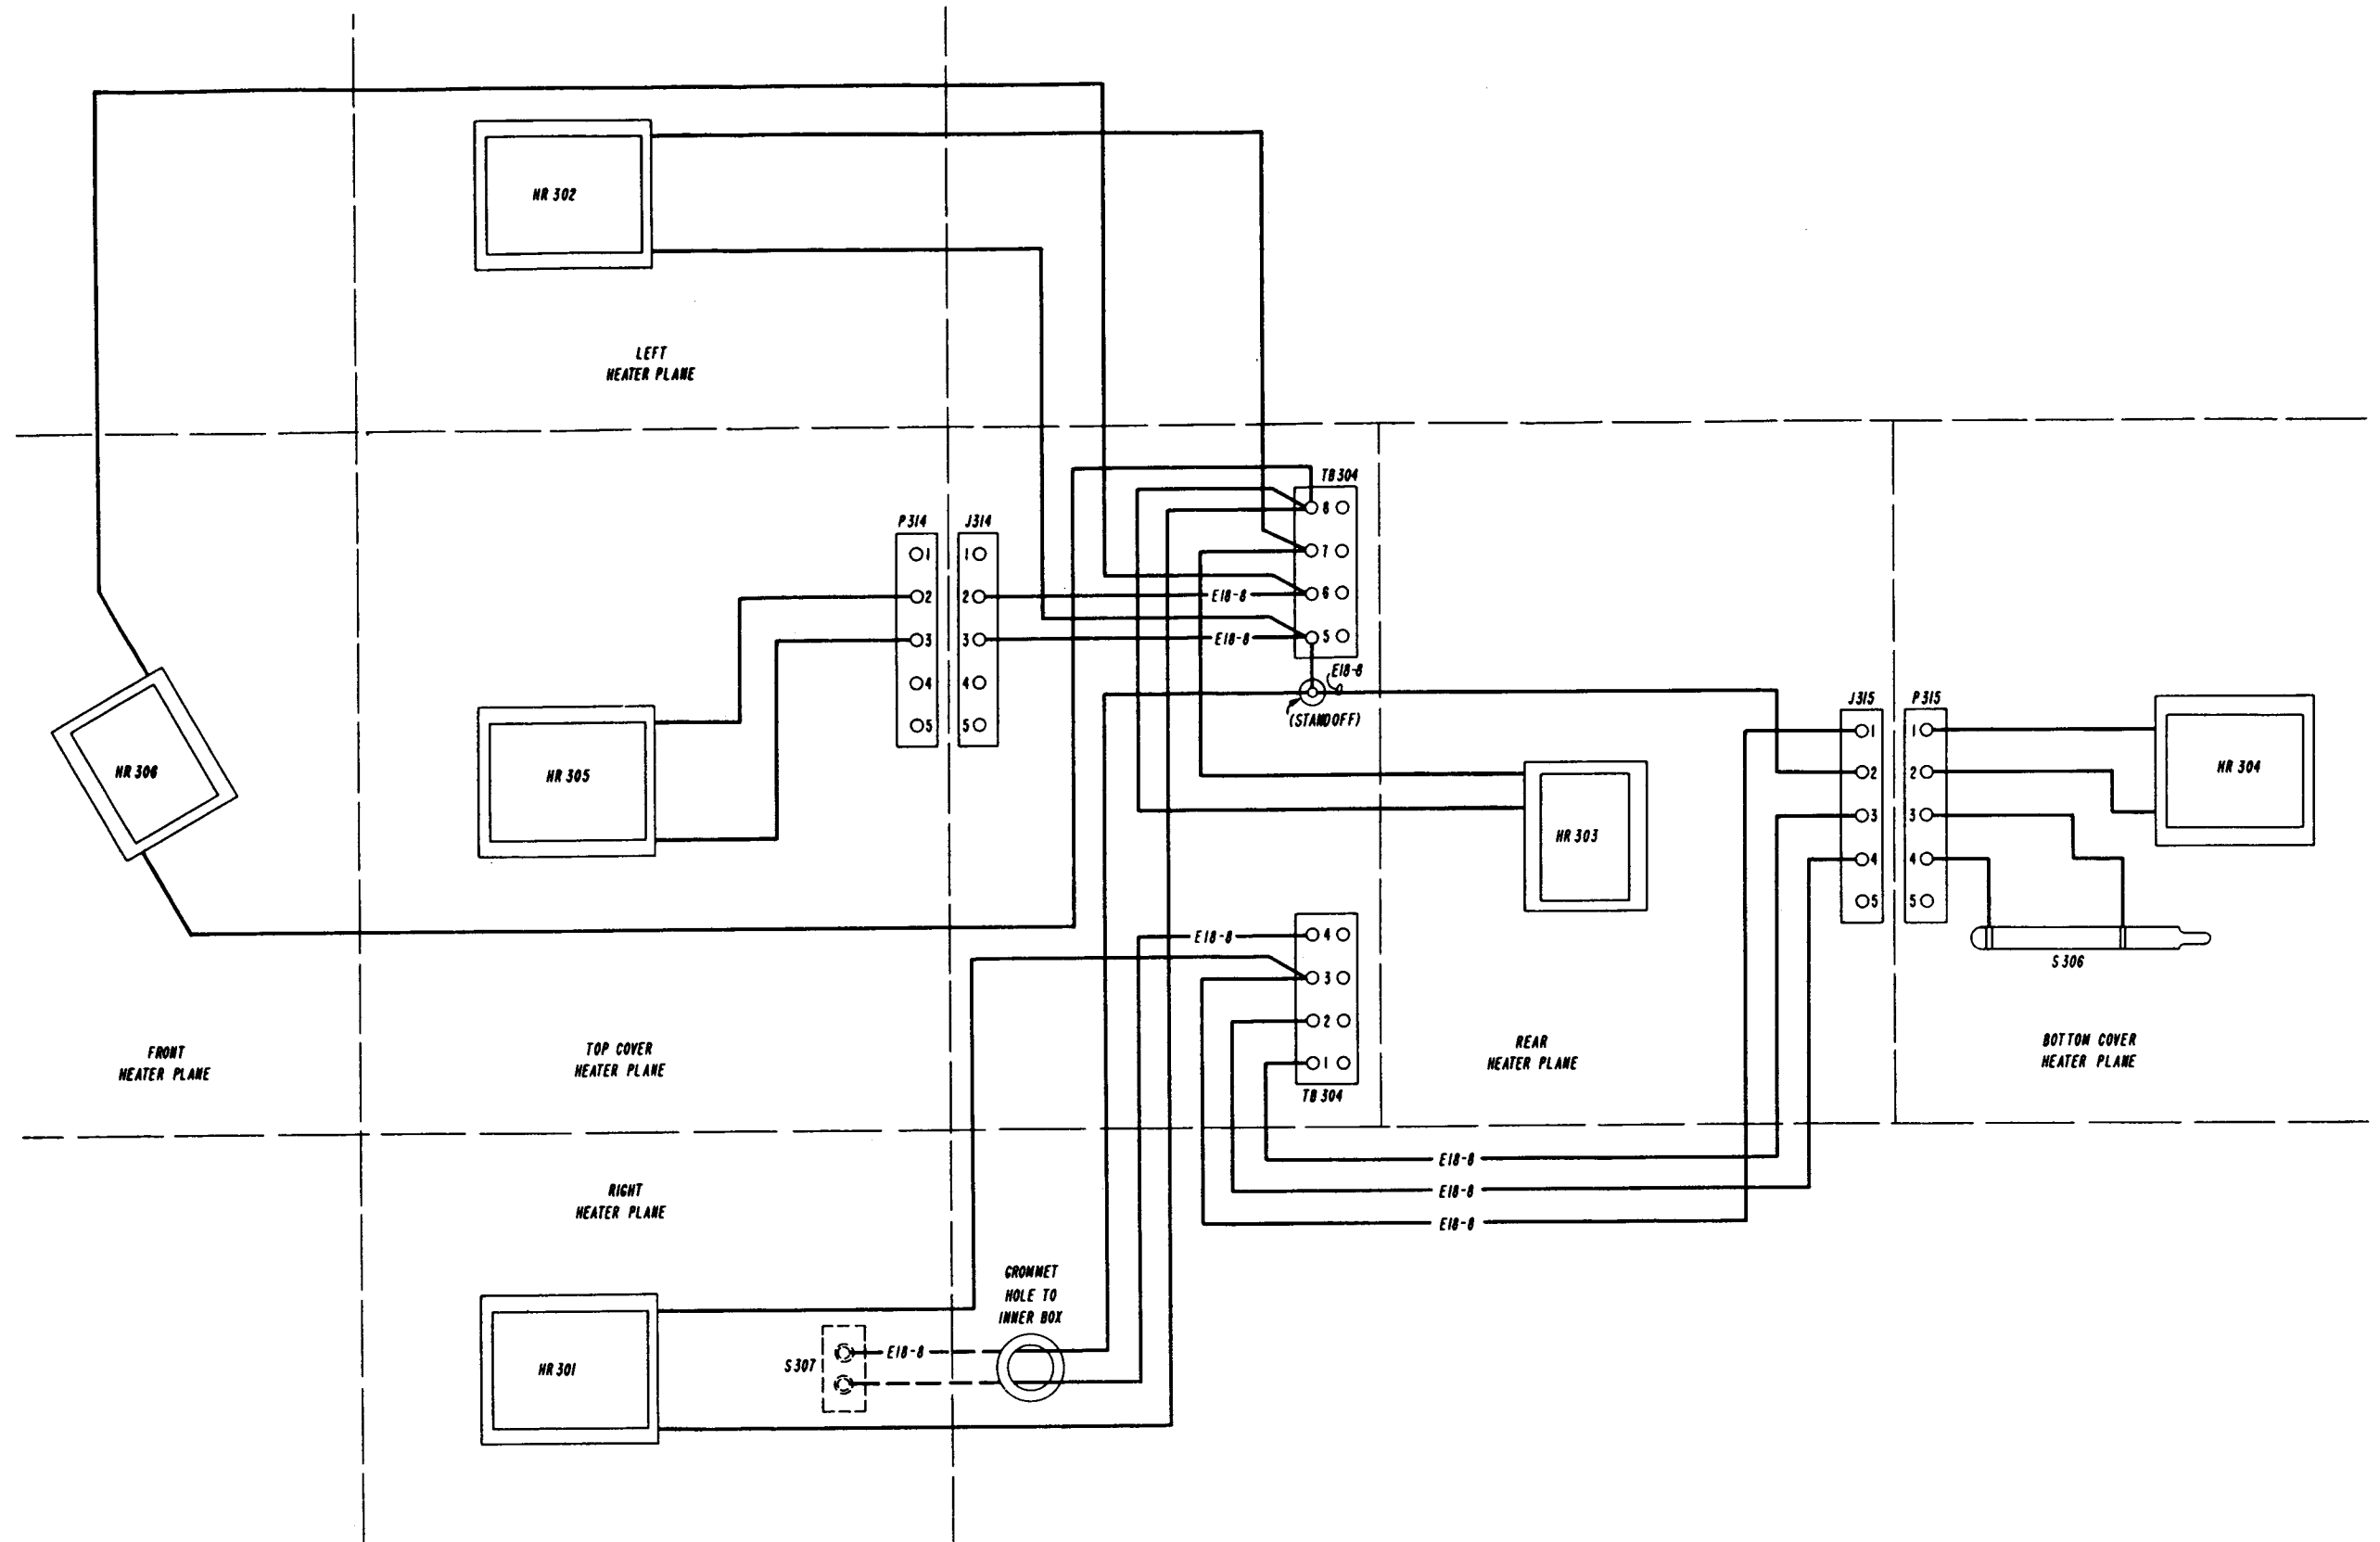 HR 302
LEFT
HEATER PLANE
TB 304
8
7
6
5
P314
1
2
3
4
5
J314
1
2
3
4
5
E18-8
E18-8
E18-8
(STANDOFF)
HR 306
HR 305
HR 303
J315
1
2
3
4
5
P315
1
2
3
4
5
HR 304
S 306
E18-8
4
3
2
1
TB 304
FRONT
HEATER PLANE
TOP COVER
HEATER PLANE
REAR
HEATER PLANE
BOTTOM COVER
HEATER PLANE
E18-8
E18-8
E18-8
RIGHT
HEATER PLANE
GROMMET
HOLE TO
INNER BOX
HR 301
S 307
E18-8